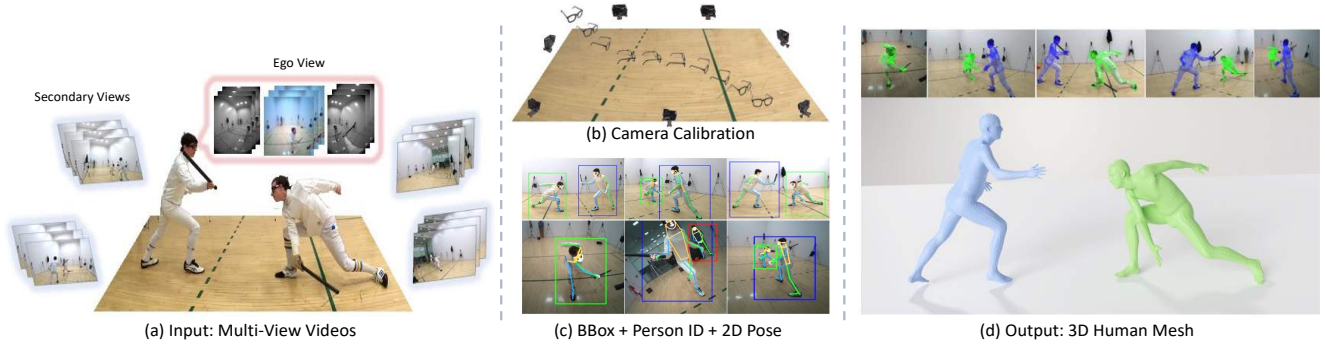 Ego View
Secondary Views
(a) Input: Multi-View Videos
(b) Camera Calibration
(c) BBox + Person ID + 2D Pose
(d) Output: 3D Human Mesh